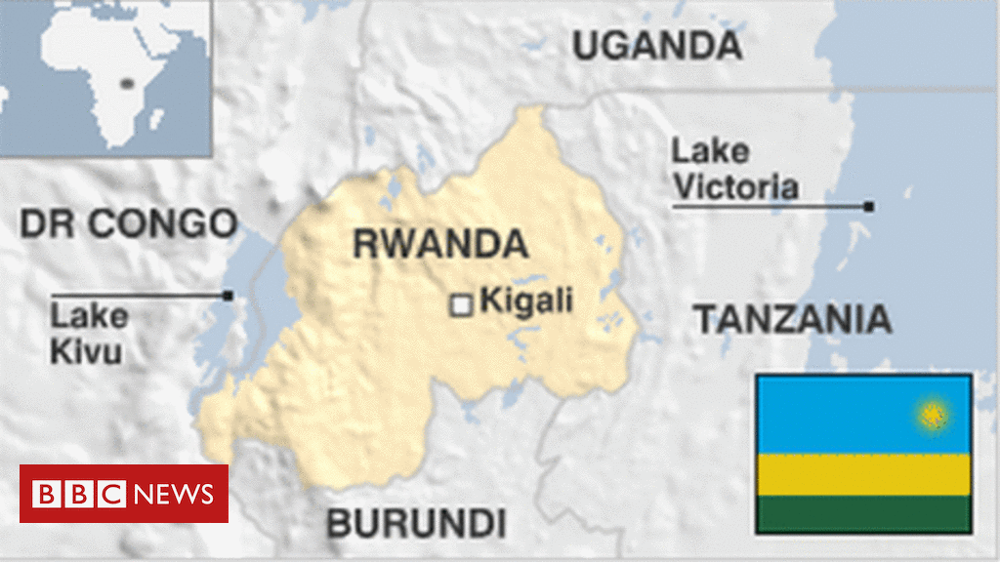 UGANDA
Lake
Victoria
DR CONGO
RWANDA
Kigali
Lake
Kivu
TANZANIA
BBC NEWS
BURUNDI